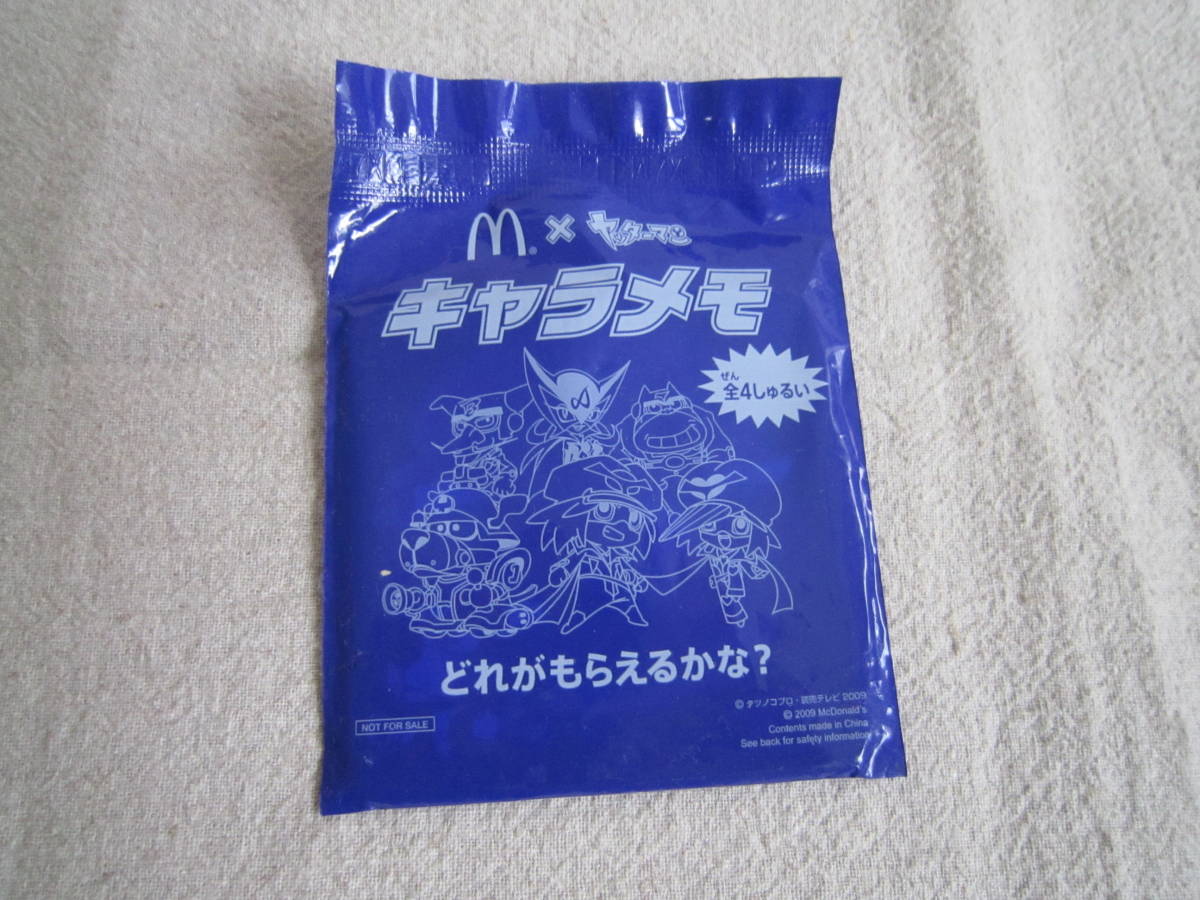 M® × ヤッターマン
キャラメモ
ぜん
全4しゅるい
どれがもらえるかな?
NOT FOR SALE
© タツノコプロ・読売テレビ 2009
© 2009 McDonald's
Contents made in China
See back for safety information